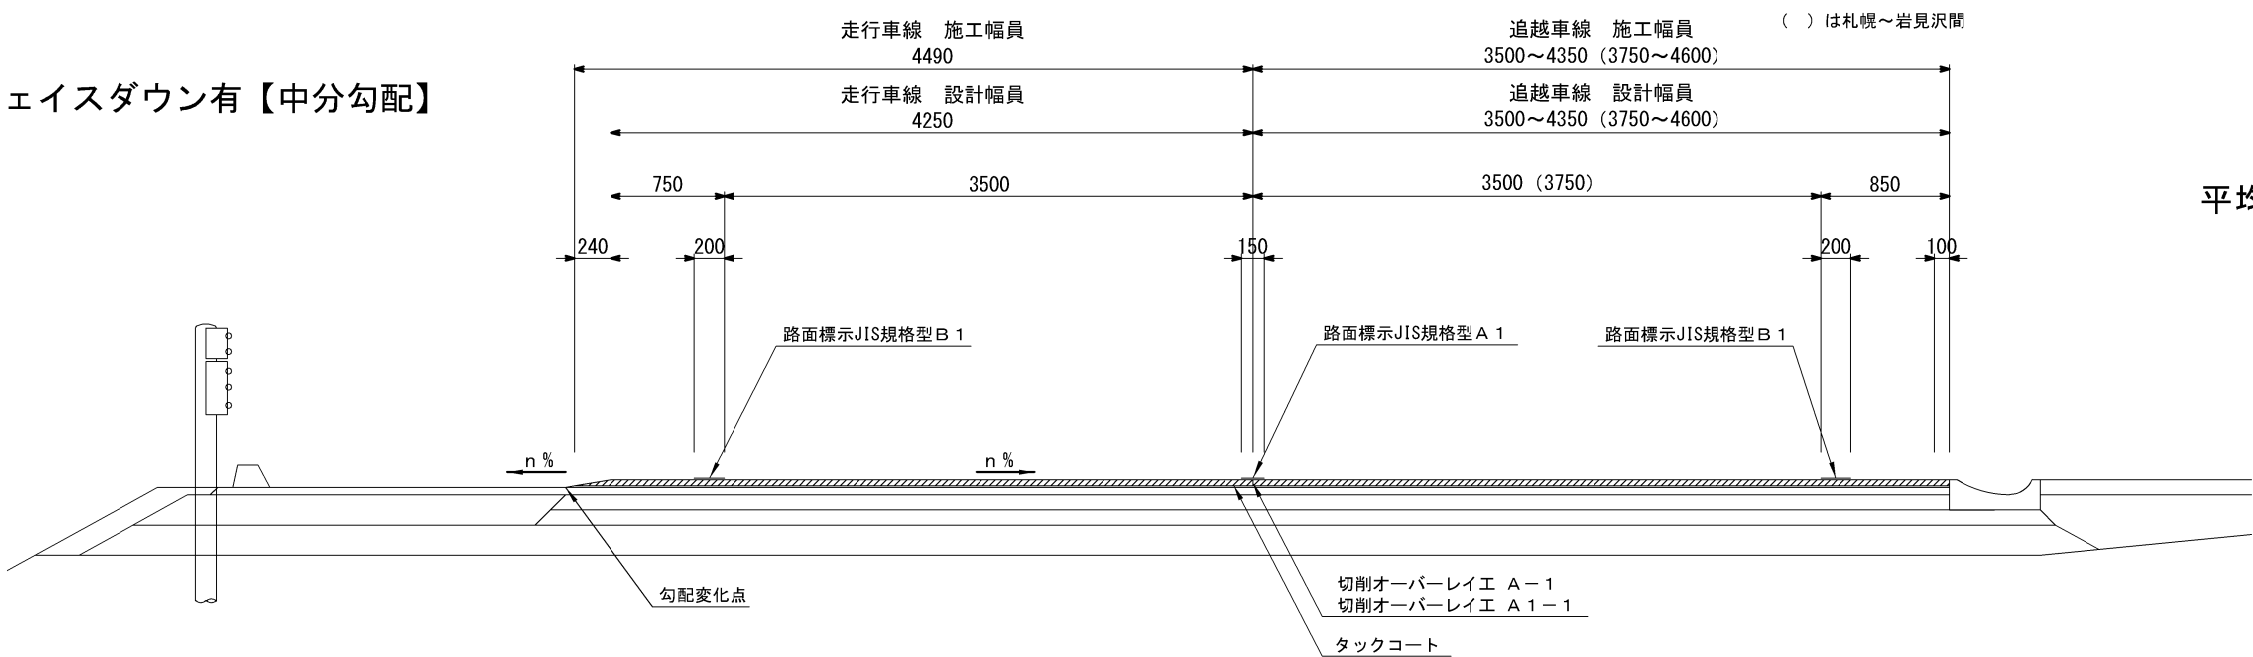 （　）は札幌～岩見沢間
走行車線　施工幅員
4490
追越車線　施工幅員
3500～4350（3750～4600）
ェイスダウン有【中分勾配】
走行車線　設計幅員
4250
追越車線　設計幅員
3500～4350（3750～4600）
750
3500
3500（3750）
850
平均
240
200
150
200
100
路面標示JIS規格型Ｂ１
路面標示JIS規格型Ａ１
路面標示JIS規格型Ｂ１
ｎ％
ｎ％
勾配変化点
切削オーバーレイ工 Ａ－１
切削オーバーレイ工 Ａ１－１
タックコート